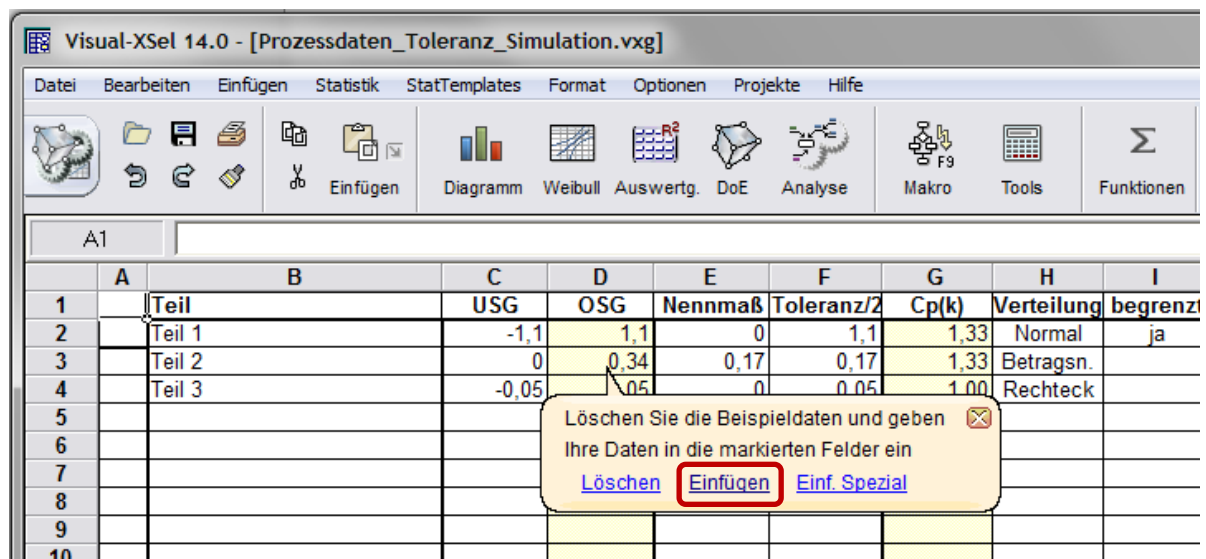 Visual-XSel 14.0 - [Prozessdaten_Toleranz_Simulation.vxg]
Datei Bearbeiten Einfügen Statistik StatTemplates Format Optionen Projekte Hilfe
R²
F9
Einfügen Diagramm Weibull Auswertg. DoE Analyse Makro Tools Funktionen
A1
A B C D E F G H I
1 Teil USG OSG Nennmaß Toleranz/2 Cp(k) Verteilung begrenzt
2 Teil 1 -1,1 1,1 0 1,1 1,33 Normal ja
3 Teil 2 0 0,34 0,17 0,17 1,33 Betragsn.
4 Teil 3 -0,05 05 0 0,05 1,00 Rechteck
5
Löschen Sie die Beispieldaten und geben
6
Ihre Daten in die markierten Felder ein
7
Löschen Einfügen Einf. Spezial
8
9
10